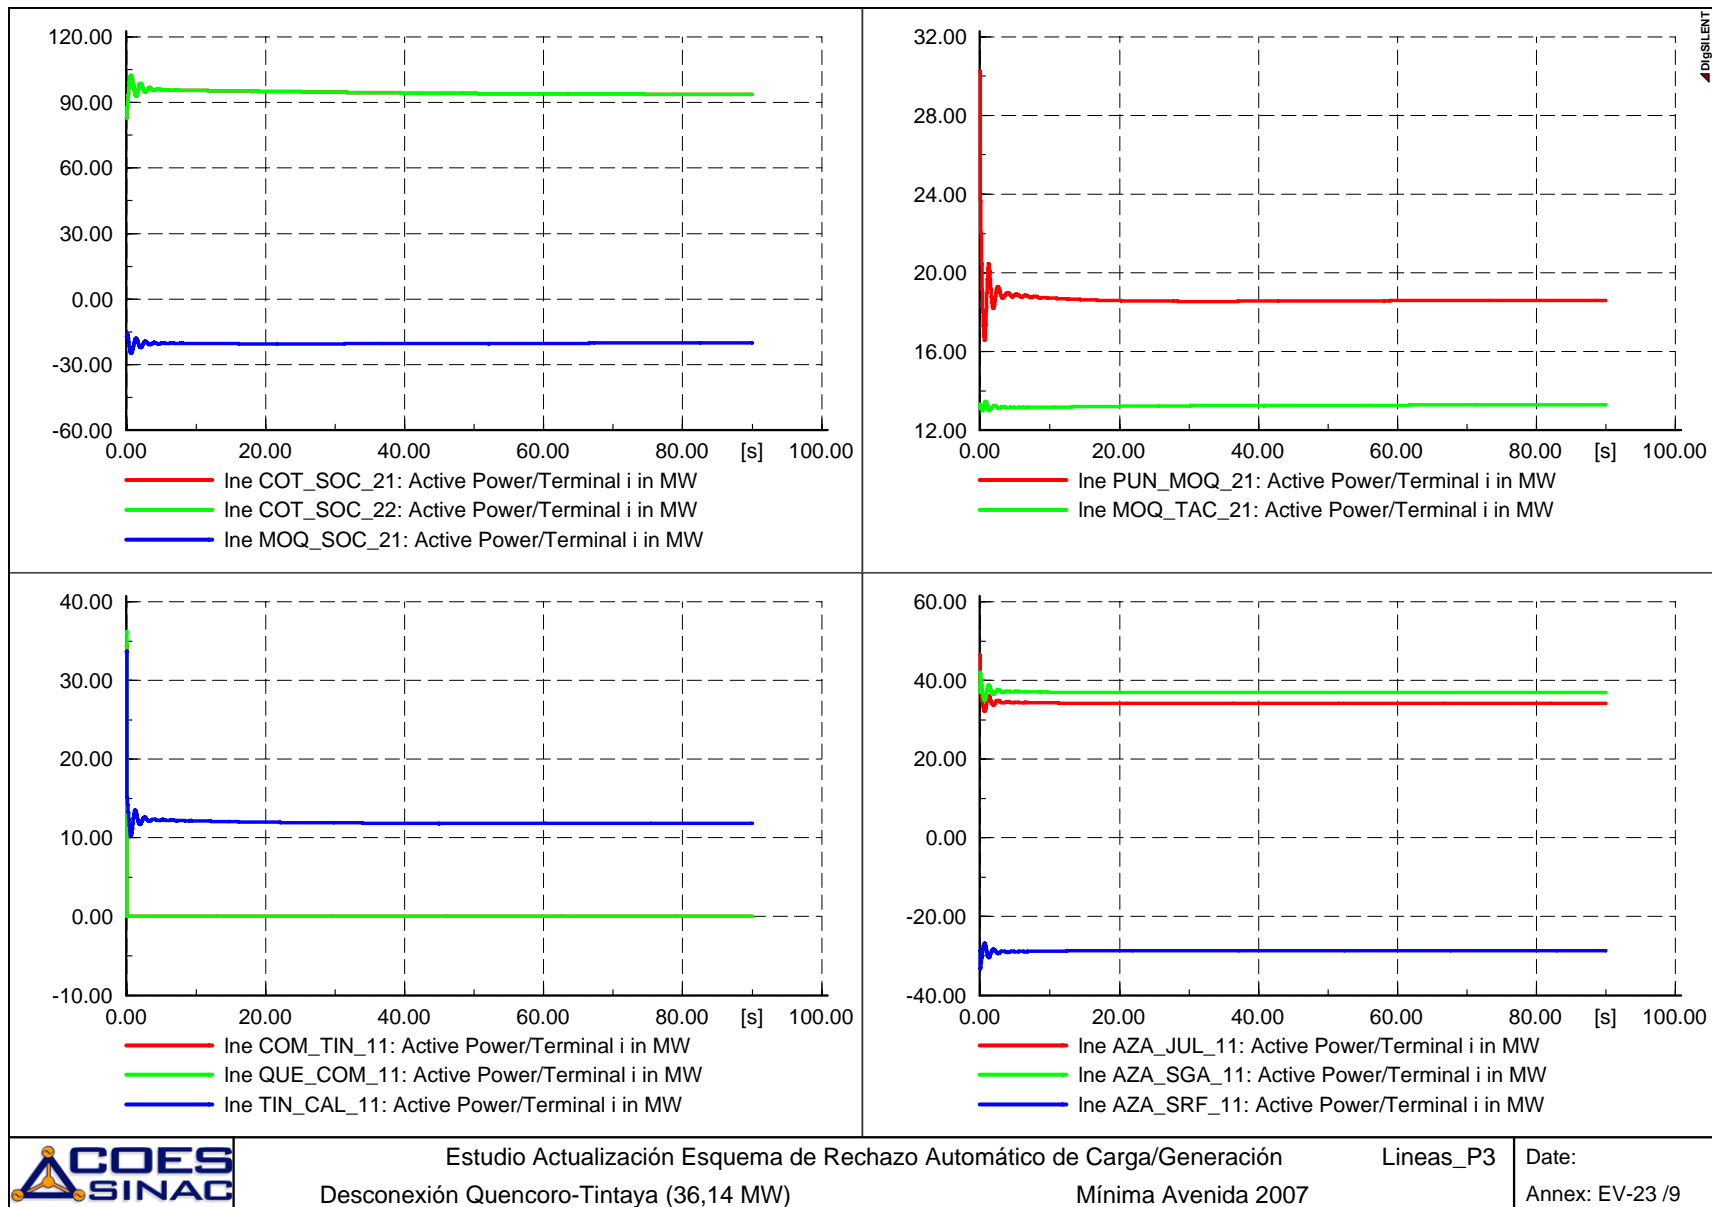 DIgSILENT
120.00
90.00
60.00
30.00
0.00
-30.00
-60.00
0.00 20.00 40.00 60.00 80.00 [s] 100.00
lne COT_SOC_21: Active Power/Terminal i in MW
lne COT_SOC_22: Active Power/Terminal i in MW
lne MOQ_SOC_21: Active Power/Terminal i in MW
32.00
28.00
24.00
20.00
16.00
12.00
0.00 20.00 40.00 60.00 80.00 [s] 100.00
lne PUN_MOQ_21: Active Power/Terminal i in MW
lne MOQ_TAC_21: Active Power/Terminal i in MW
40.00
30.00
20.00
10.00
0.00
-10.00
0.00 20.00 40.00 60.00 80.00 [s] 100.00
lne COM_TIN_11: Active Power/Terminal i in MW
lne QUE_COM_11: Active Power/Terminal i in MW
lne TIN_CAL_11: Active Power/Terminal i in MW
60.00
40.00
20.00
0.00
-20.00
-40.00
0.00 20.00 40.00 60.00 80.00 [s] 100.00
lne AZA_JUL_11: Active Power/Terminal i in MW
lne AZA_SGA_11: Active Power/Terminal i in MW
lne AZA_SRF_11: Active Power/Terminal i in MW
COES
SINAC
Estudio Actualización Esquema de Rechazo Automático de Carga/Generación
Lineas_P3
Desconexión Quencoro-Tintaya (36,14 MW)
Mínima Avenida 2007
Date:
Annex: EV-23 /9